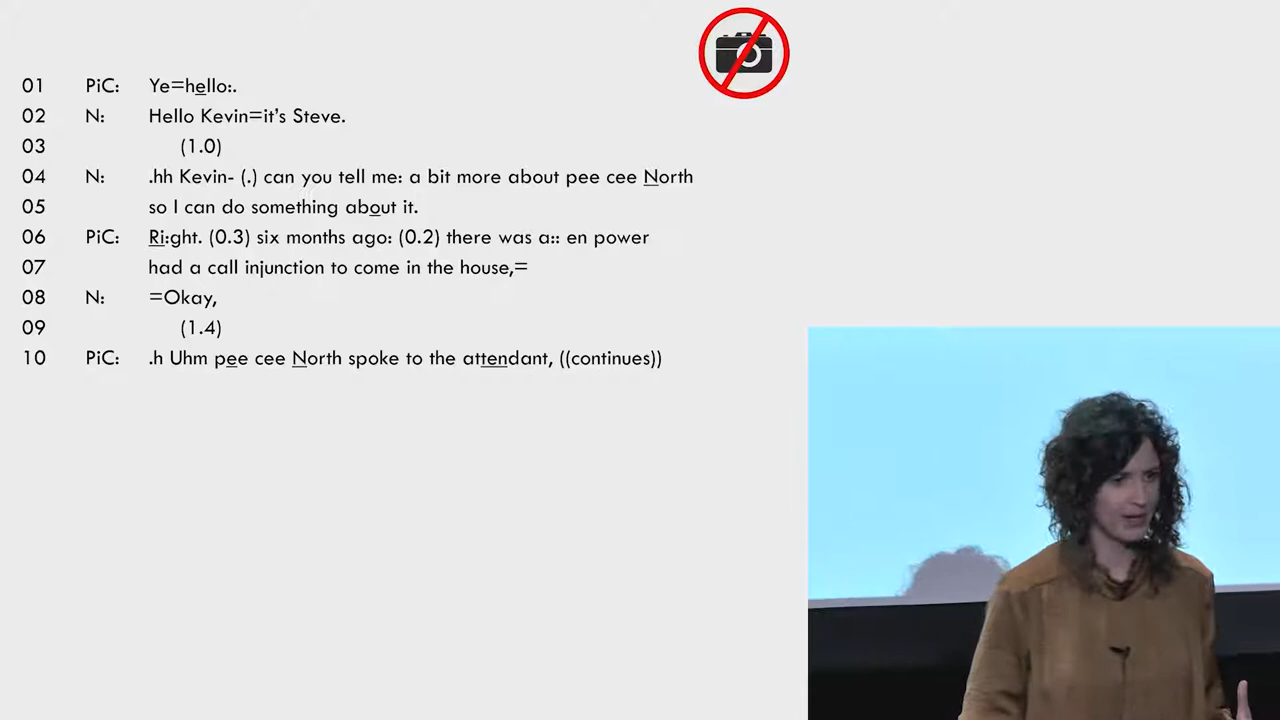 01 PiC: Ye=hello:.
02 N: Hello Kevin=it's Steve.
03 (1.0)
04 N: .hh Kevin- (.) can you tell me: a bit more about pee cee North
05 so I can do something about it.
06 PiC: Ri:ght. (0.3) six months ago: (0.2) there was a:: en power
07 had a call injunction to come in the house,=
08 N: =Okay,
09 (1.4)
10 PiC: .h Uhm pee cee North spoke to the attendant, ((continues))